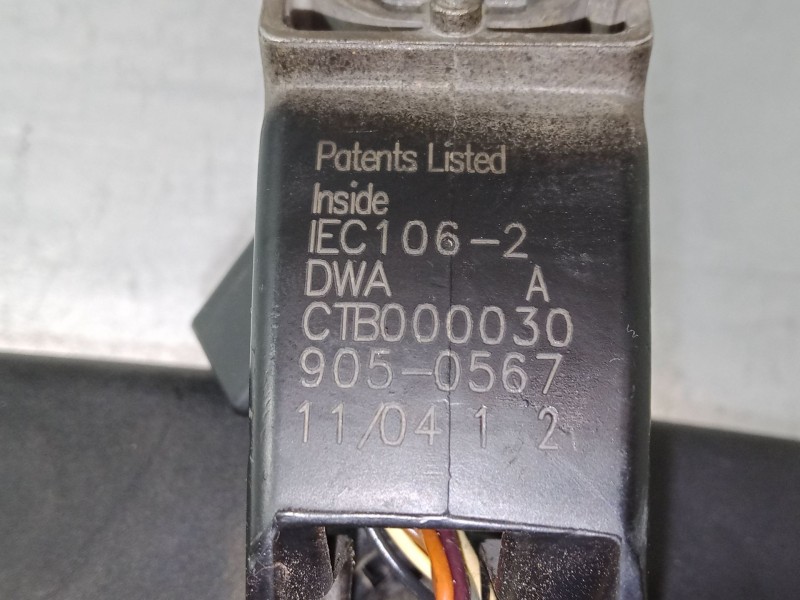 Patents Listed
Inside
IEC106-2
DWA A
CTB000030
905-0567
11/04 1 2